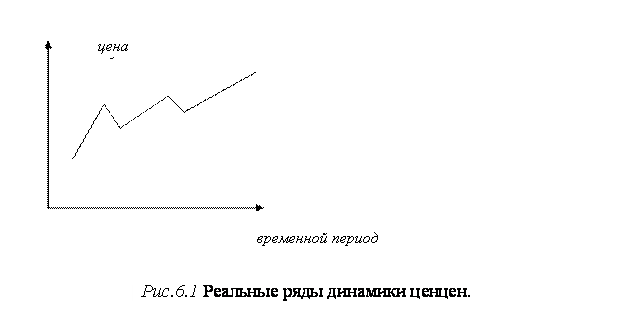 цена
временной период
Рис.6.1 Реальные ряды динамики ценцен.